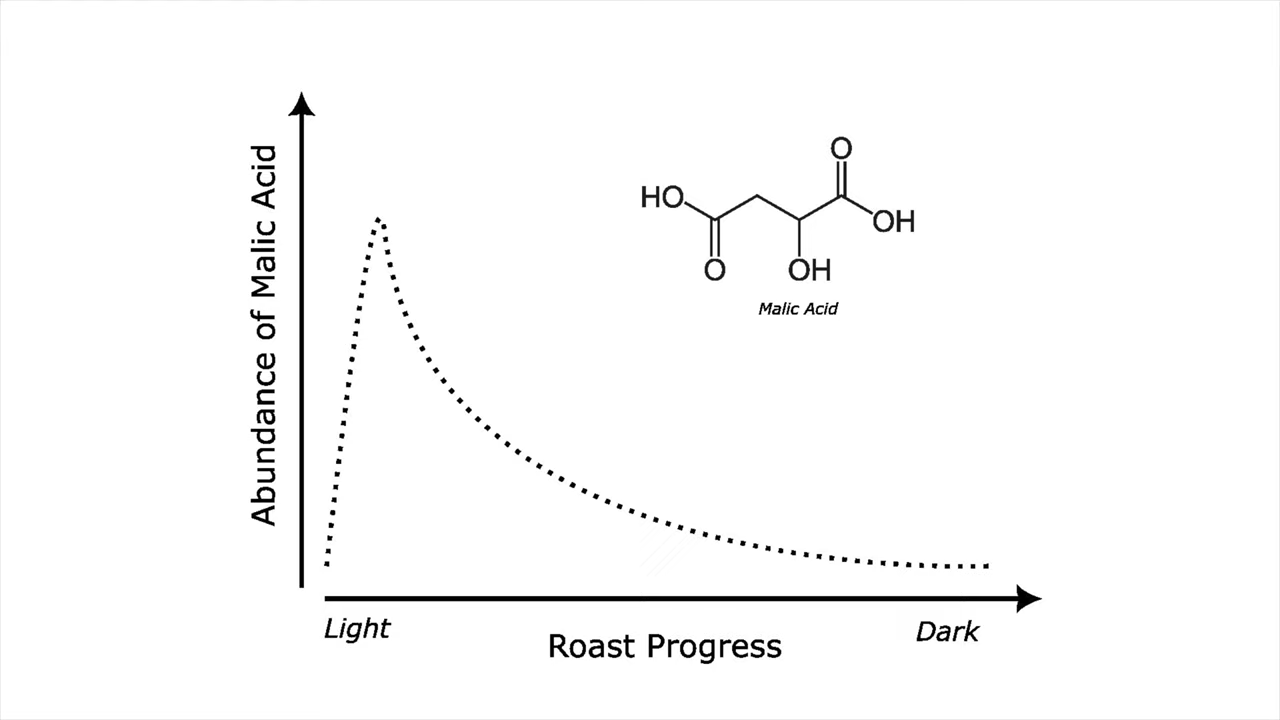 Abundance of Malic Acid
O
HO
OH
O
OH
Malic Acid
Light
Dark
Roast Progress